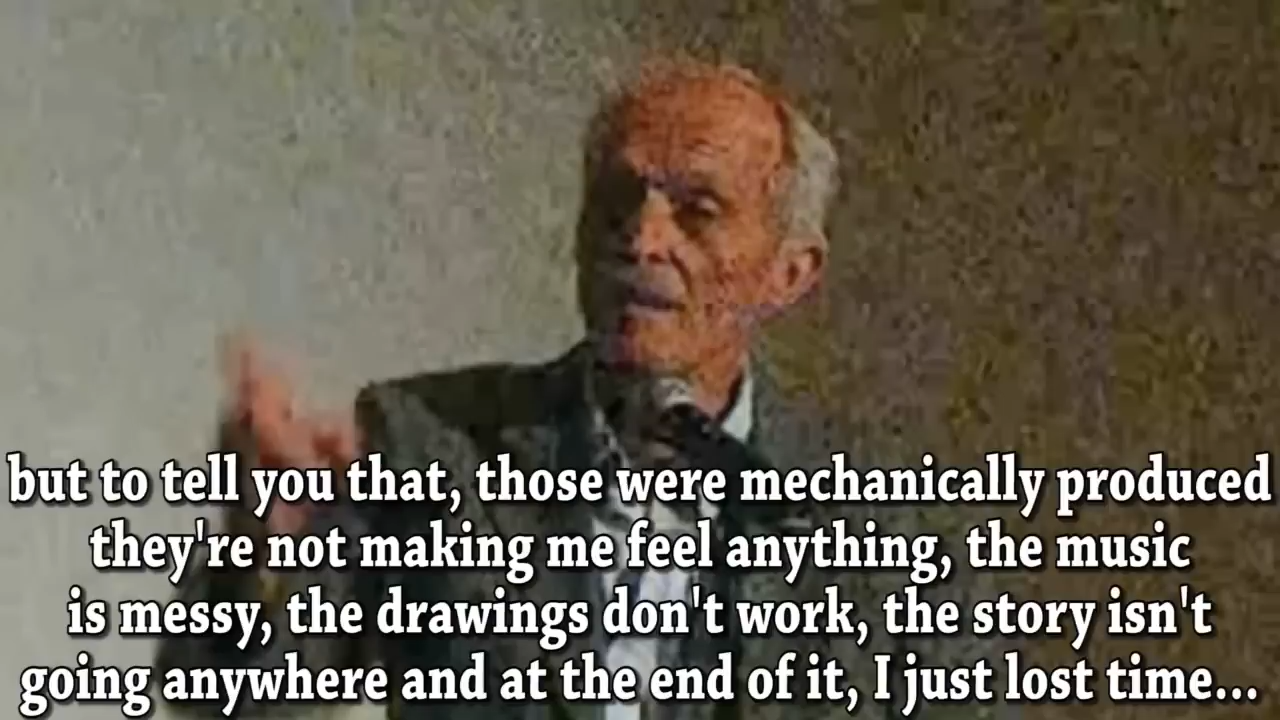 but to tell you that, those were mechanically produced
they're not making me feel anything, the music
is messy, the drawings don't work, the story isn't
going anywhere and at the end of it, I just lost time...